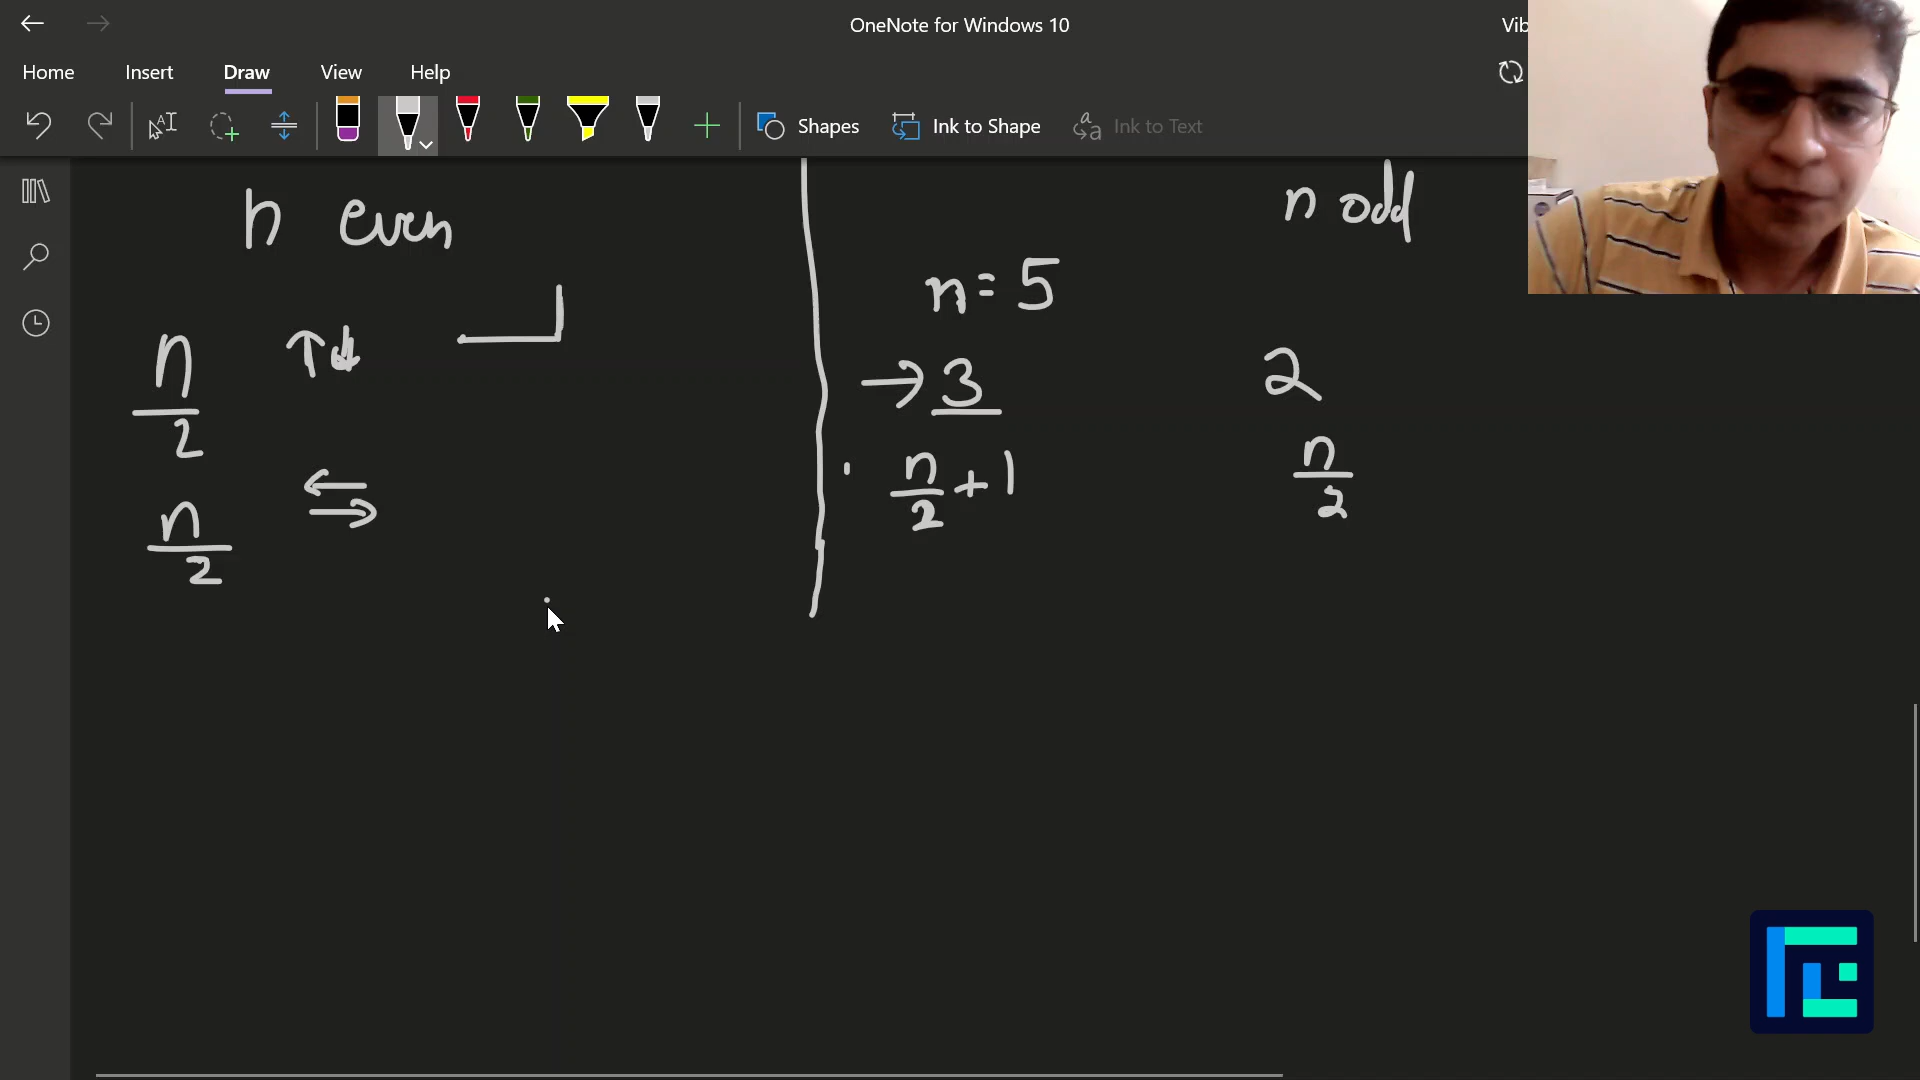 OneNote for Windows 10
Vib
Home Insert Draw View Help
Shapes Ink to Shape Ink to Text
n even
n odd
n = 5
n/2 ↑↓
→ 3
2
n/2 + 1
n/2
n/2 ⇆